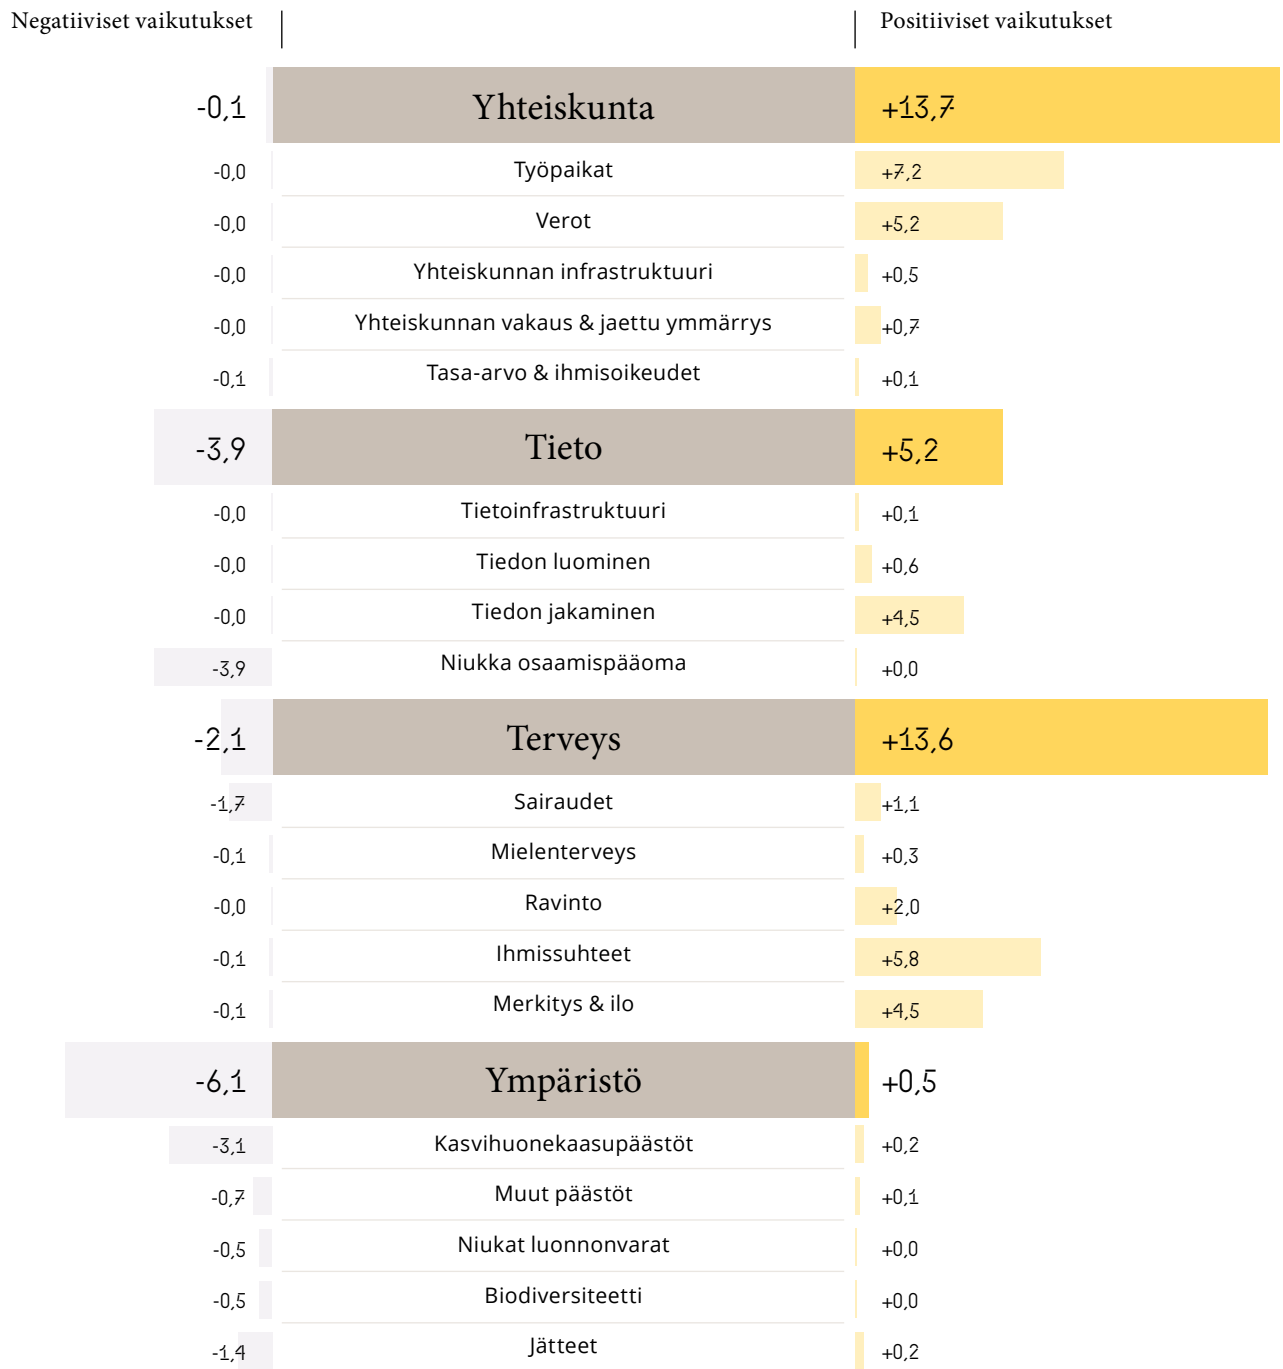 Negatiiviset vaikutukset Positiiviset vaikutukset
-0,1 Yhteiskunta +13,7
-0,0 Työpaikat +7,2
-0,0 Verot +5,2
-0,0 Yhteiskunnan infrastruktuuri +0,5
-0,0 Yhteiskunnan vakaus & jaettu ymmärrys +0,7
-0,1 Tasa-arvo & ihmisoikeudet +0,1
-3,9 Tieto +5,2
-0,0 Tietoinfrastruktuuri +0,1
-0,0 Tiedon luominen +0,6
-0,0 Tiedon jakaminen +4,5
-3,9 Niukka osaamispääoma +0,0
-2,1 Terveys +13,6
-1,7 Sairaudet +1,1
-0,1 Mielenterveys +0,3
-0,0 Ravinto +2,0
-0,1 Ihmissuhteet +5,8
-0,1 Merkitys & ilo +4,5
-6,1 Ympäristö +0,5
-3,1 Kasvihuonekaasupäästöt +0,2
-0,7 Muut päästöt +0,1
-0,5 Niukat luonnonvarat +0,0
-0,5 Biodiversiteetti +0,0
-1,4 Jätteet +0,2